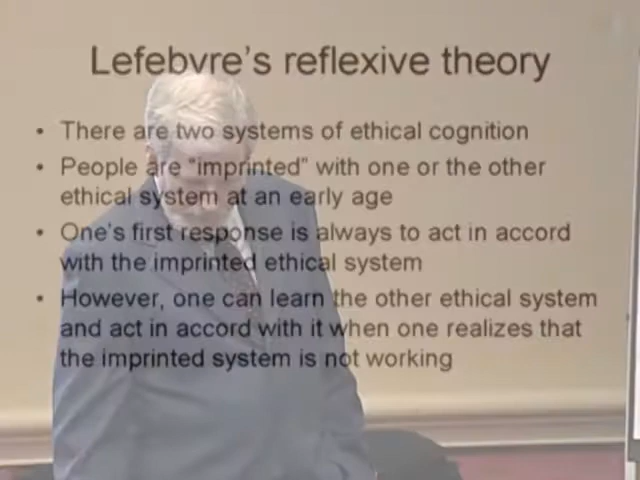 Lefebvre's reflexive theory
• There are two systems of ethical cognition
• People are "imprinted" with one or the other
ethical system at an early age
• One's first response is always to act in accord
with the imprinted ethical system
• However, one can learn the other ethical system
and act in accord with it when one realizes that
the imprinted system is not working